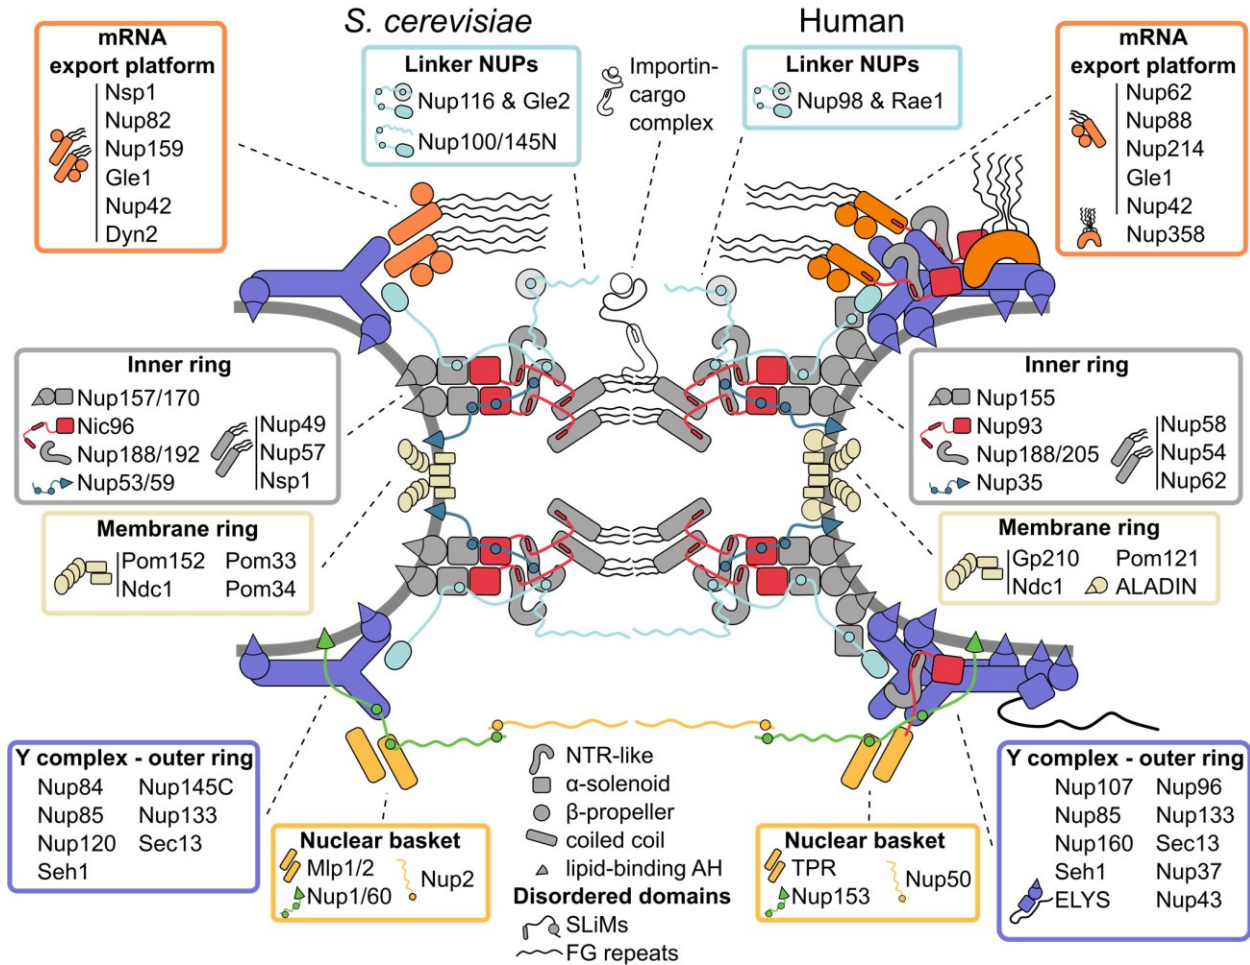 S. cerevisiae
Human
mRNA
export platform
Nsp1
Nup82
Nup159
Gle1
Nup42
Dyn2
Linker NUPs
Nup116 & Gle2
Nup100/145N
Importin-
cargo
complex
Linker NUPs
Nup98 & Rae1
mRNA
export platform
Nup62
Nup88
Nup214
Gle1
Nup42
Nup358
Inner ring
Nup157/170
Nic96
Nup188/192
Nup53/59
Nup49
Nup57
Nsp1
Inner ring
Nup155
Nup93
Nup188/205
Nup35
Nup58
Nup54
Nup62
Membrane ring
Pom152 Pom33
Ndc1 Pom34
Membrane ring
Gp210 Pom121
Ndc1 ALADIN
Y complex - outer ring
Nup84 Nup145C
Nup85 Nup133
Nup120 Sec13
Seh1
Nuclear basket
Mlp1/2
Nup1/60
Nup2
NTR-like
α-solenoid
β-propeller
coiled coil
lipid-binding AH
Disordered domains
SLiMs
FG repeats
Nuclear basket
TPR
Nup153
Nup50
Y complex - outer ring
Nup107 Nup96
Nup85 Nup133
Nup160 Sec13
Seh1 Nup37
ELYS Nup43